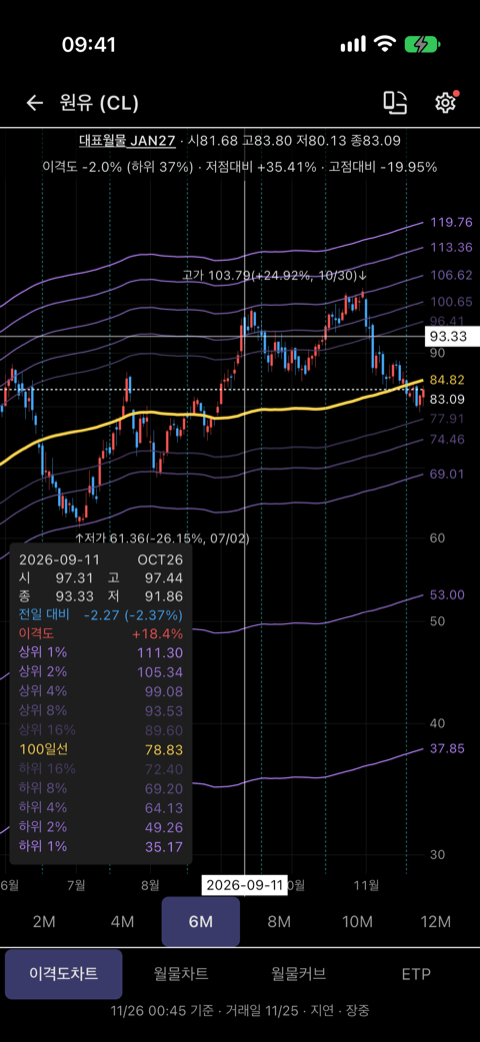 09:41
원유 (CL)
대표월물 JAN27 · 시81.68 고83.80 저80.13 종83.09
이격도 -2.0% (하위 37%) · 저점대비 +35.41% · 고점대비 -19.95%
119.76
113.36
고가 103.79(+24.92%, 10/30)↓
106.62
100.65
96.41
93.33
90
84.82
83.09
77.91
74.46
69.01
↑저가 61.36(-26.15%, 07/02)
60
2026-09-11 OCT26
시 97.31 고 97.44
종 93.33 저 91.86
전일 대비 -2.27 (-2.37%)
이격도 +18.4%
상위 1% 111.30
상위 2% 105.34
상위 4% 99.08
상위 8% 93.53
상위 16% 89.60
100일선 78.83
하위 16% 72.40
하위 8% 69.20
하위 4% 64.13
하위 2% 49.26
하위 1% 35.17
53.00
50
40
37.85
30
6월 7월 8월 2026-09-11 0월 11월
2M 4M 6M 8M 10M 12M
이격도차트 월물차트 월물커브 ETP
11/26 00:45 기준 · 거래일 11/25 · 지연 · 장중